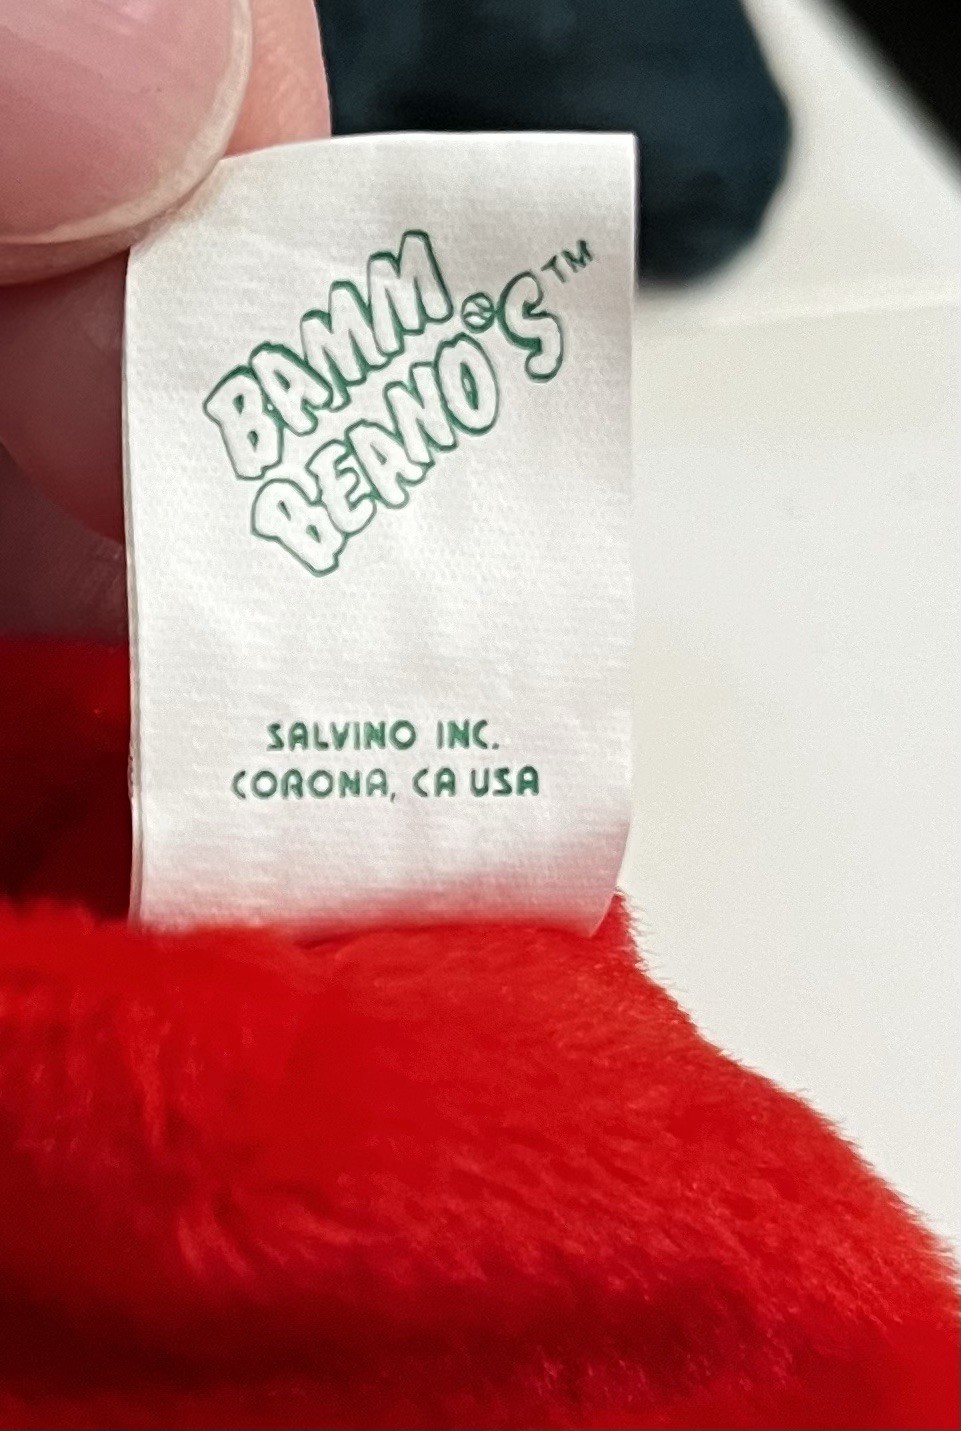 BAMM
BEANO'S™
SALVINO INC.
CORONA, CA USA